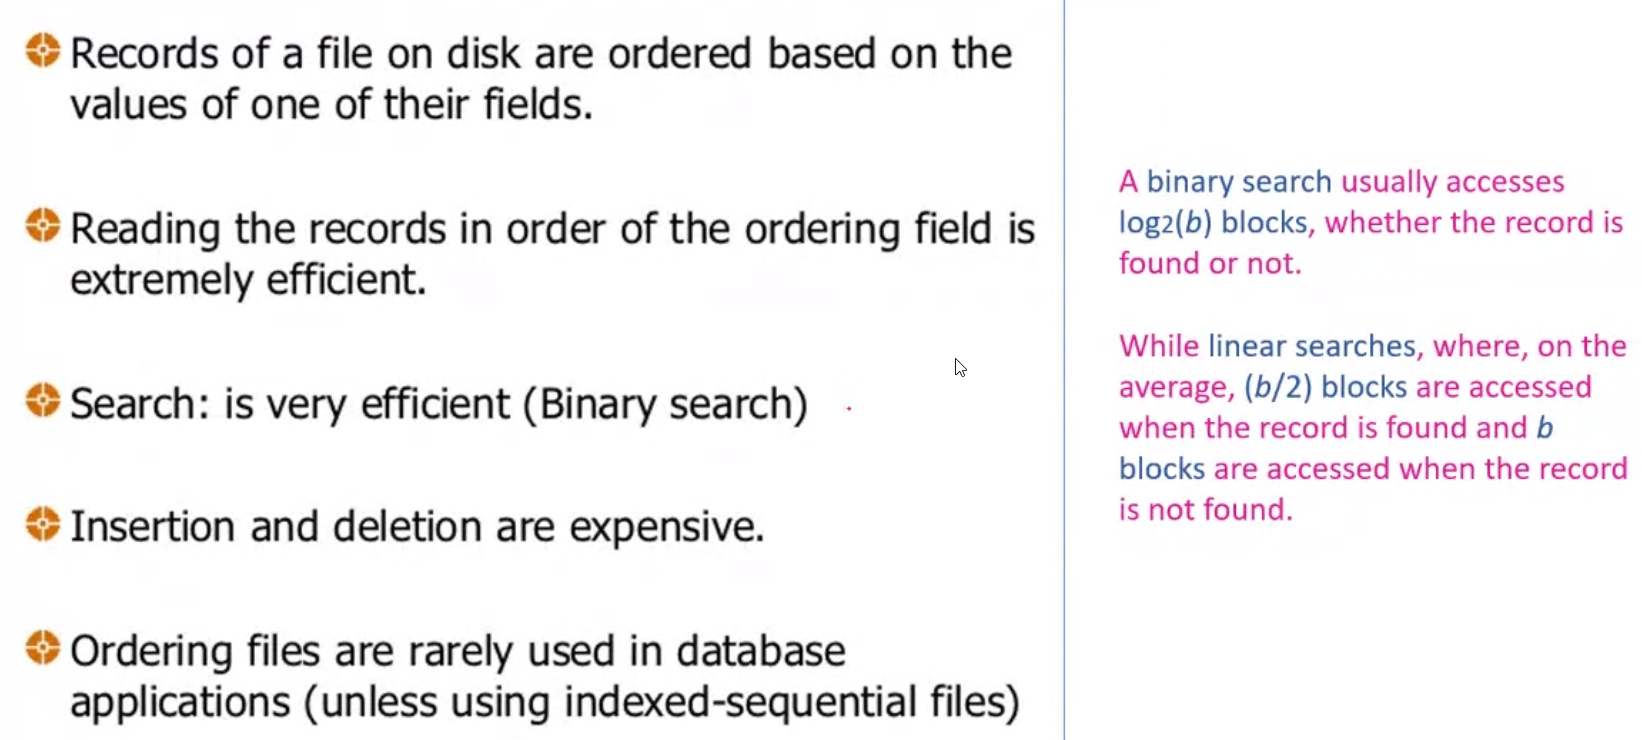 Records of a file on disk are ordered based on the
values of one of their fields.
Reading the records in order of the ordering field is
extremely efficient.
Search: is very efficient (Binary search)
Insertion and deletion are expensive.
Ordering files are rarely used in database
applications (unless using indexed-sequential files)
A binary search usually accesses
log2(b) blocks, whether the record is
found or not.
While linear searches, where, on the
average, (b/2) blocks are accessed
when the record is found and b
blocks are accessed when the record
is not found.